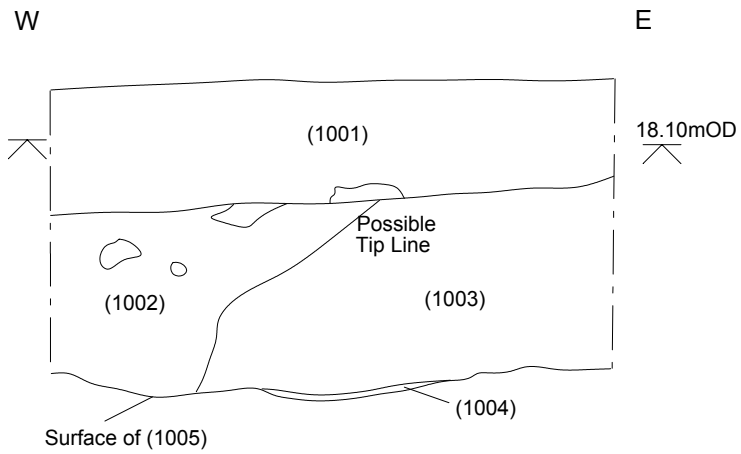 W
E
18.10mOD
(1001)
Possible
Tip Line
(1002)
(1003)
(1004)
Surface of (1005)